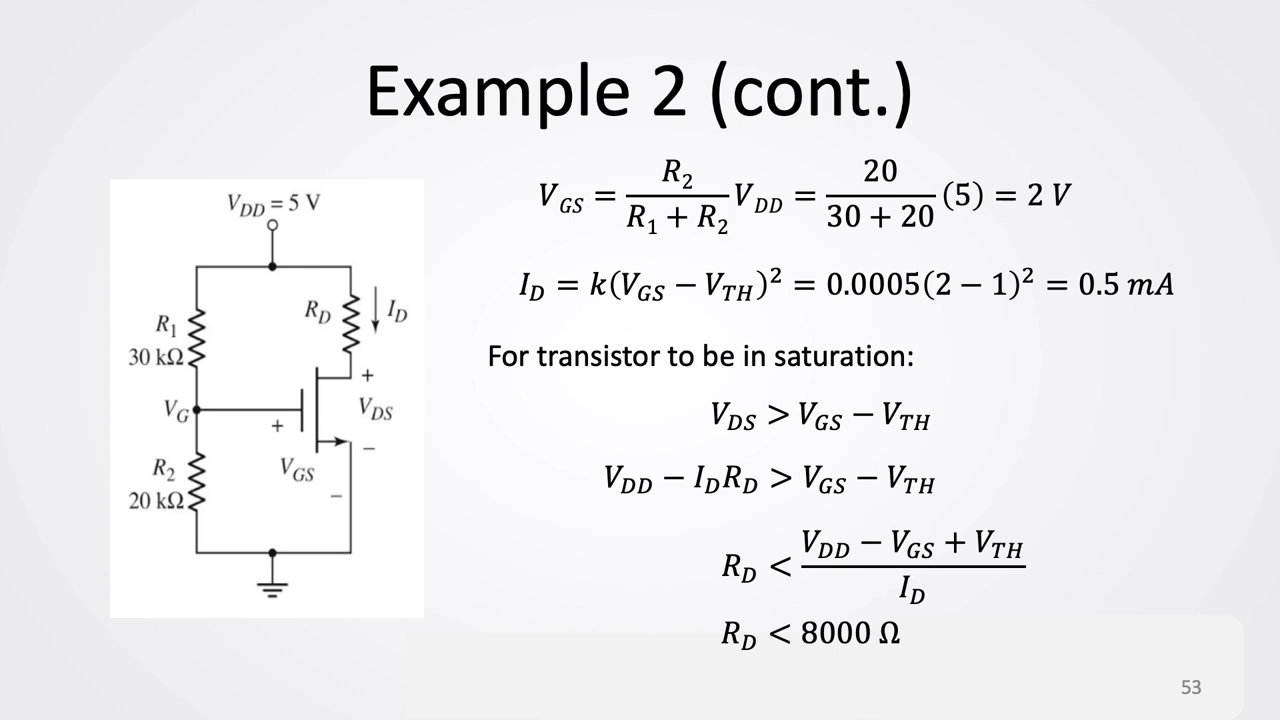 Example 2 (cont.)
V_DD = 5 V
R_D
I_D
R_1
30 kΩ
+
V_G
V_DS
+
−
R_2
V_GS
20 kΩ
−
V_GS = R_2 / (R_1 + R_2) V_DD = 20 / (30 + 20) (5) = 2 V
I_D = k(V_GS − V_TH)² = 0.0005(2 − 1)² = 0.5 mA
For transistor to be in saturation:
V_DS > V_GS − V_TH
V_DD − I_D R_D > V_GS − V_TH
R_D < (V_DD − V_GS + V_TH) / I_D
R_D < 8000 Ω
53